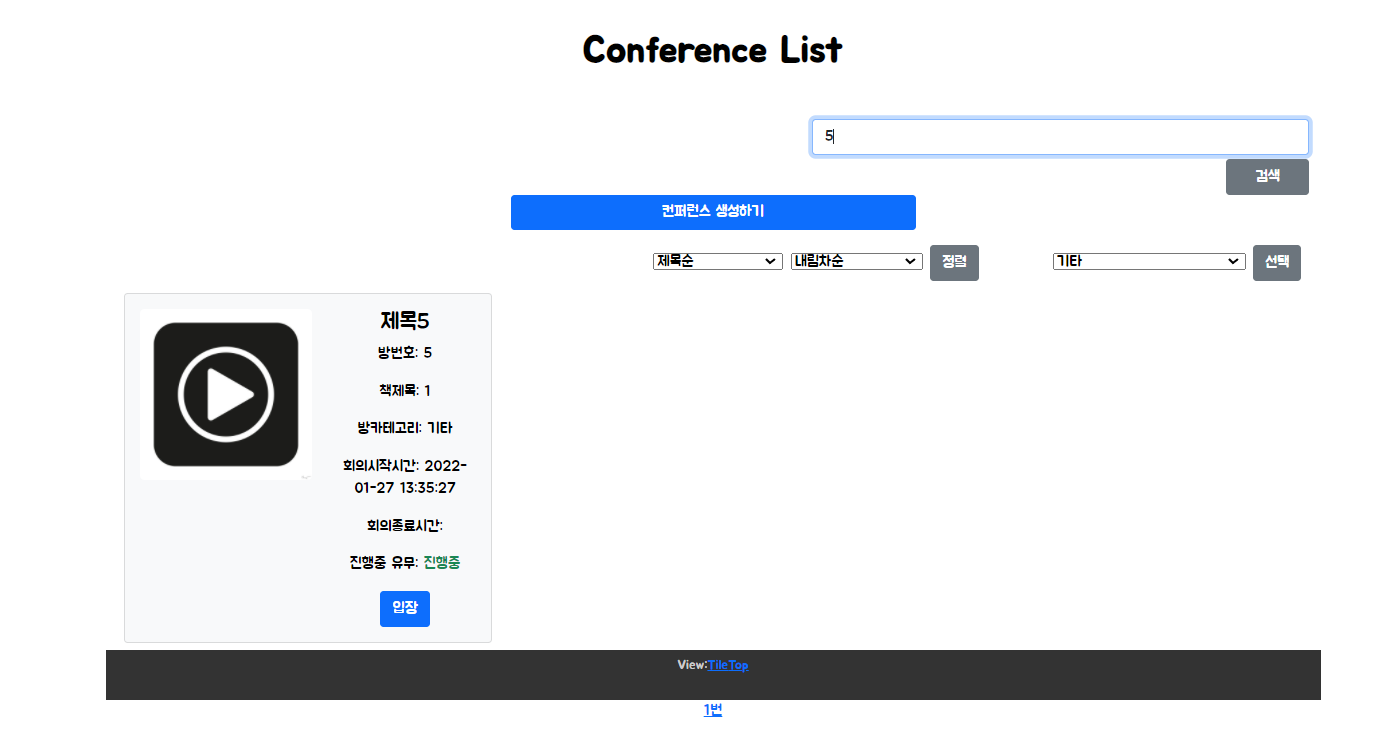 Conference List
5
검색
컨퍼런스 생성하기
제목순 내림차순 정렬 기타 선택
제목5
방번호: 5
책제목: 1
방카테고리: 기타
회의시작시간: 2022-
01-27 13:35:27
회의종료시간:
진행중 유무: 진행중
입장
View:TileTop
1번